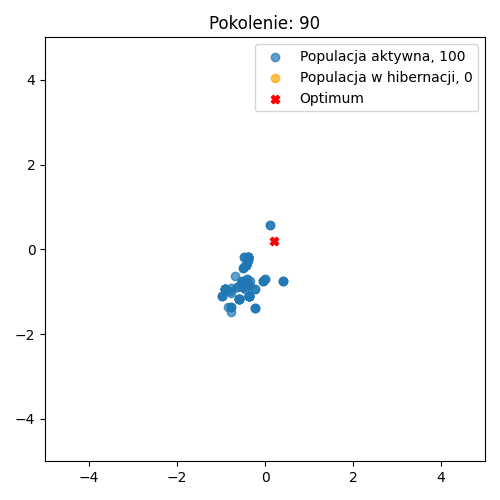 Pokolenie: 90
Populacja aktywna, 100
Populacja w hibernacji, 0
Optimum
4
2
0
−2
−4
−4 −2 0 2 4